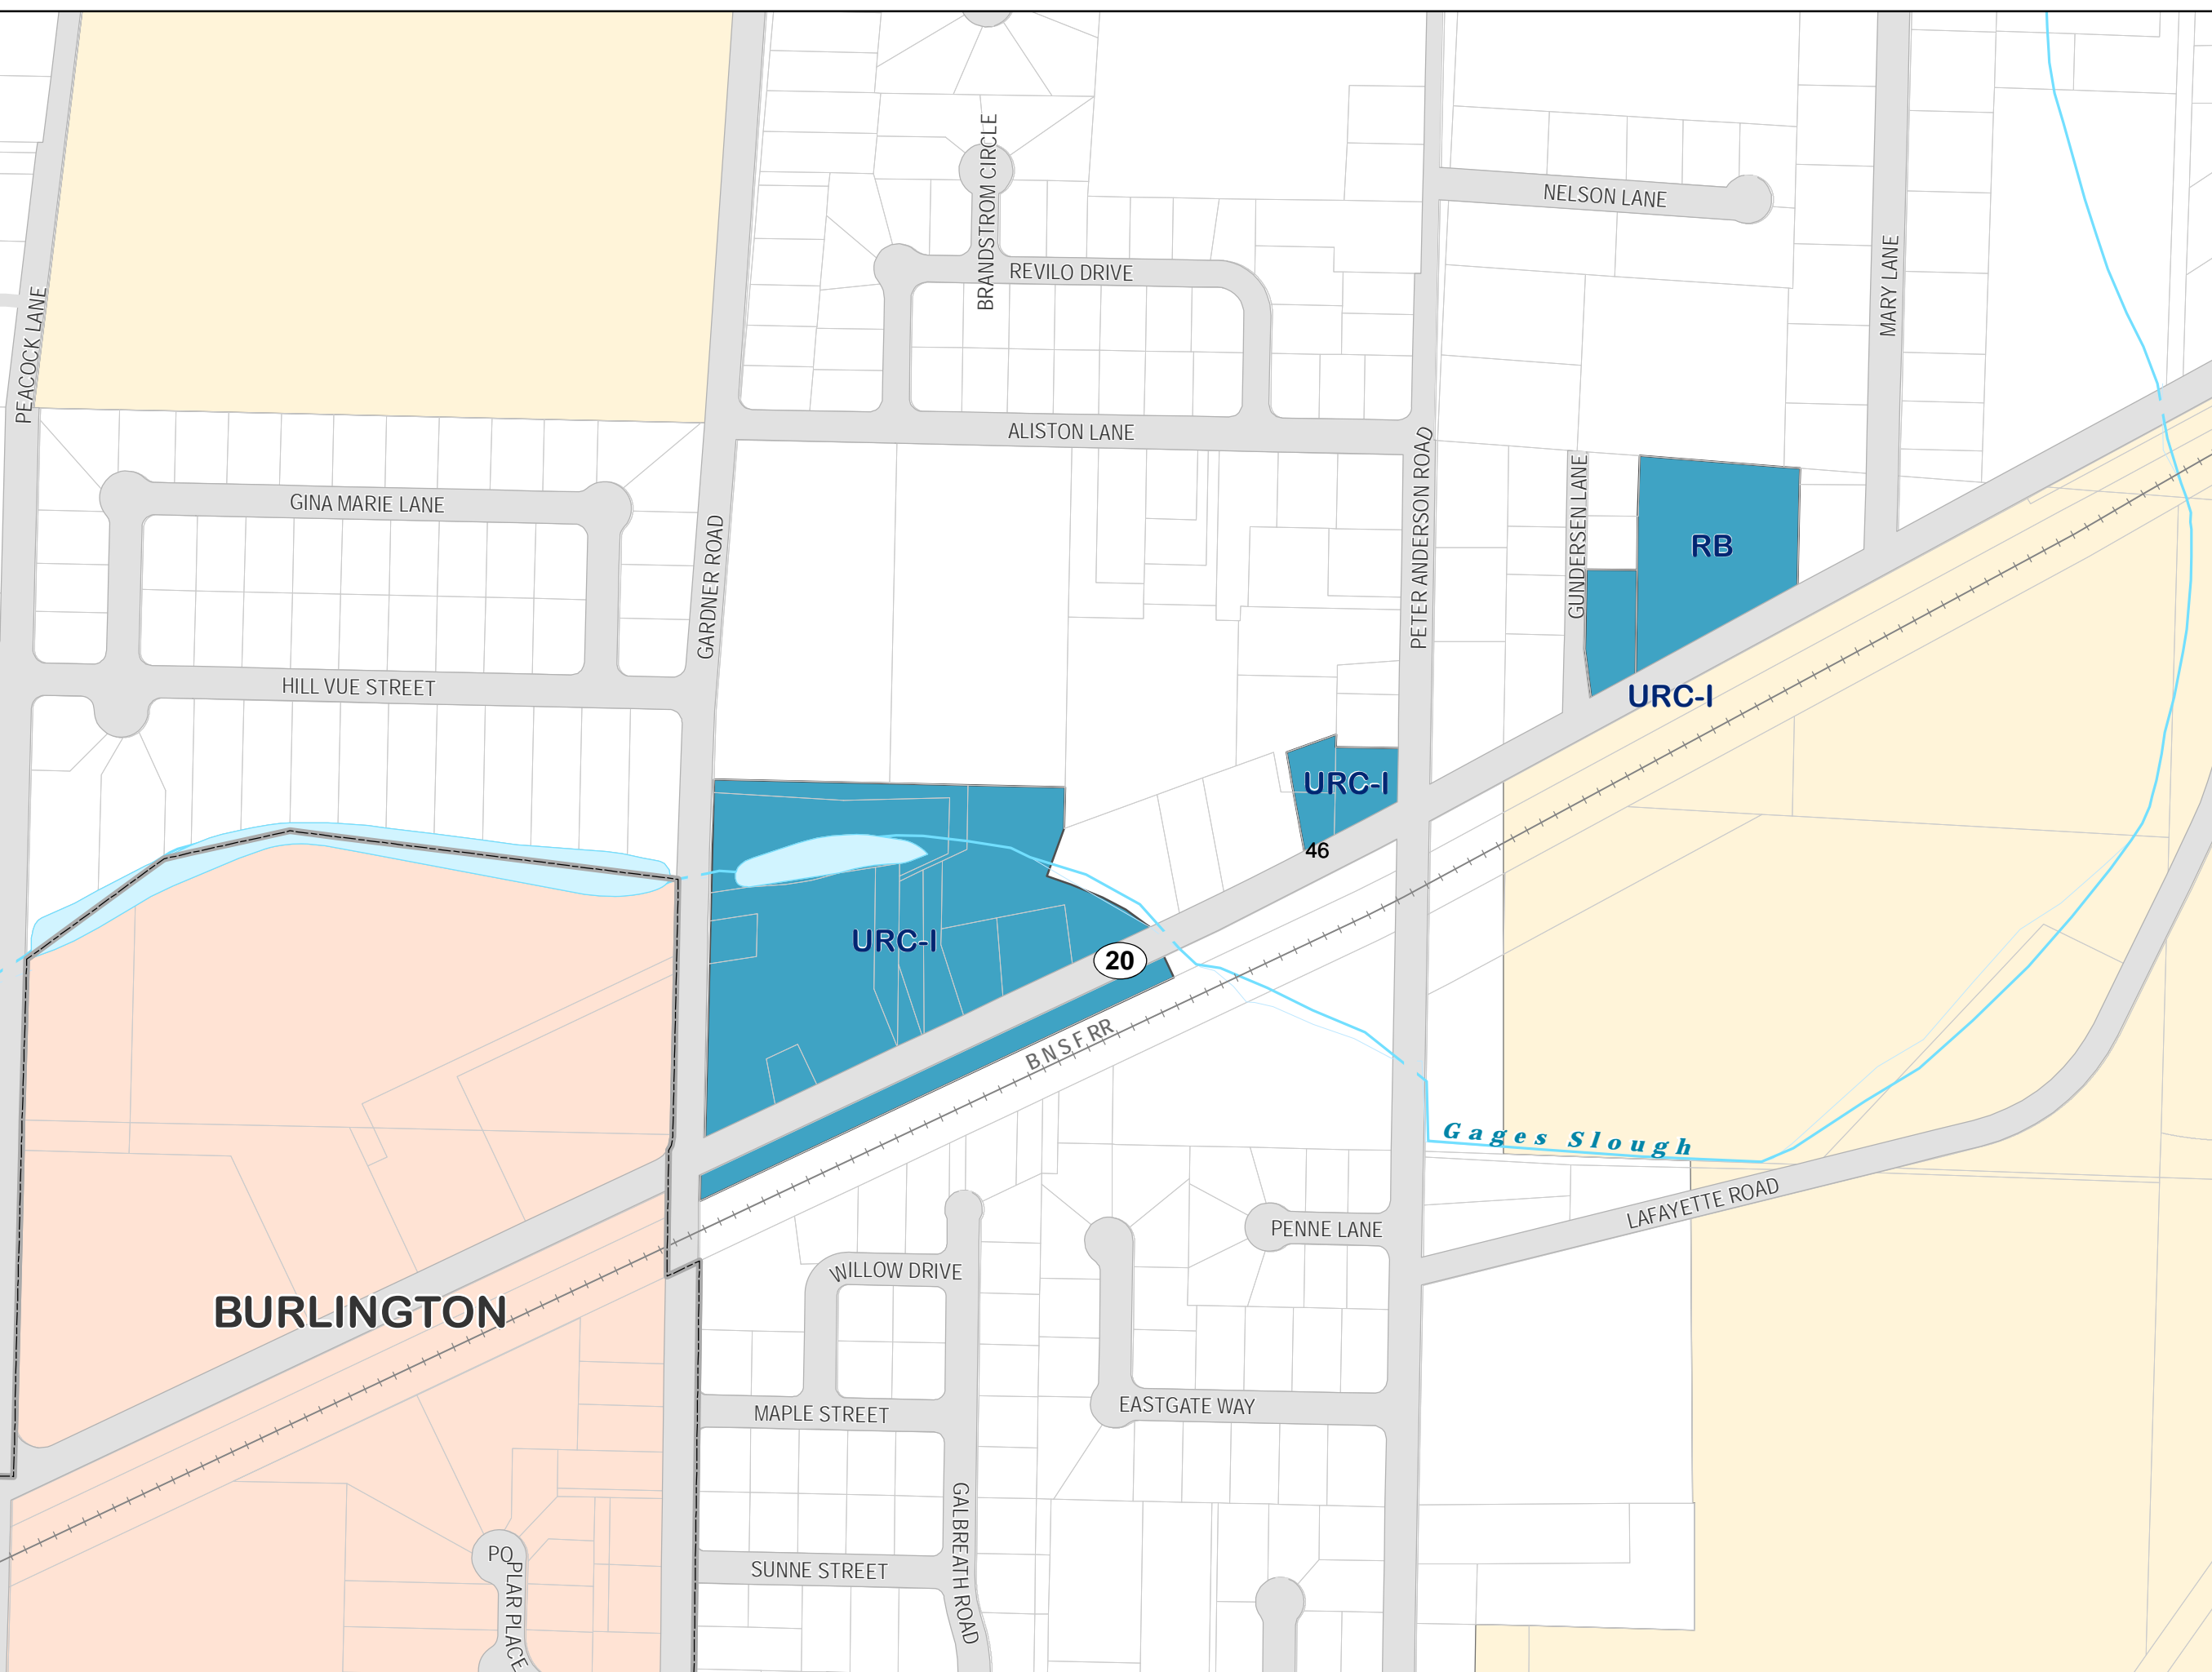 BRANDSTROM CIRCLE
NELSON LANE
MARY LANE
REVILO DRIVE
PEACOCK LANE
ALISTON LANE
PETER ANDERSON ROAD
GINA MARIE LANE
GARDNER ROAD
GUNDERSEN LANE
RB
HILL VUE STREET
URC-I
URC-I
46
URC-I
20
BNSF RR
Gages Slough
LAFAYETTE ROAD
PENNE LANE
WILLOW DRIVE
BURLINGTON
EASTGATE WAY
MAPLE STREET
GALBREATH ROAD
SUNNE STREET
POPLAR PLACE